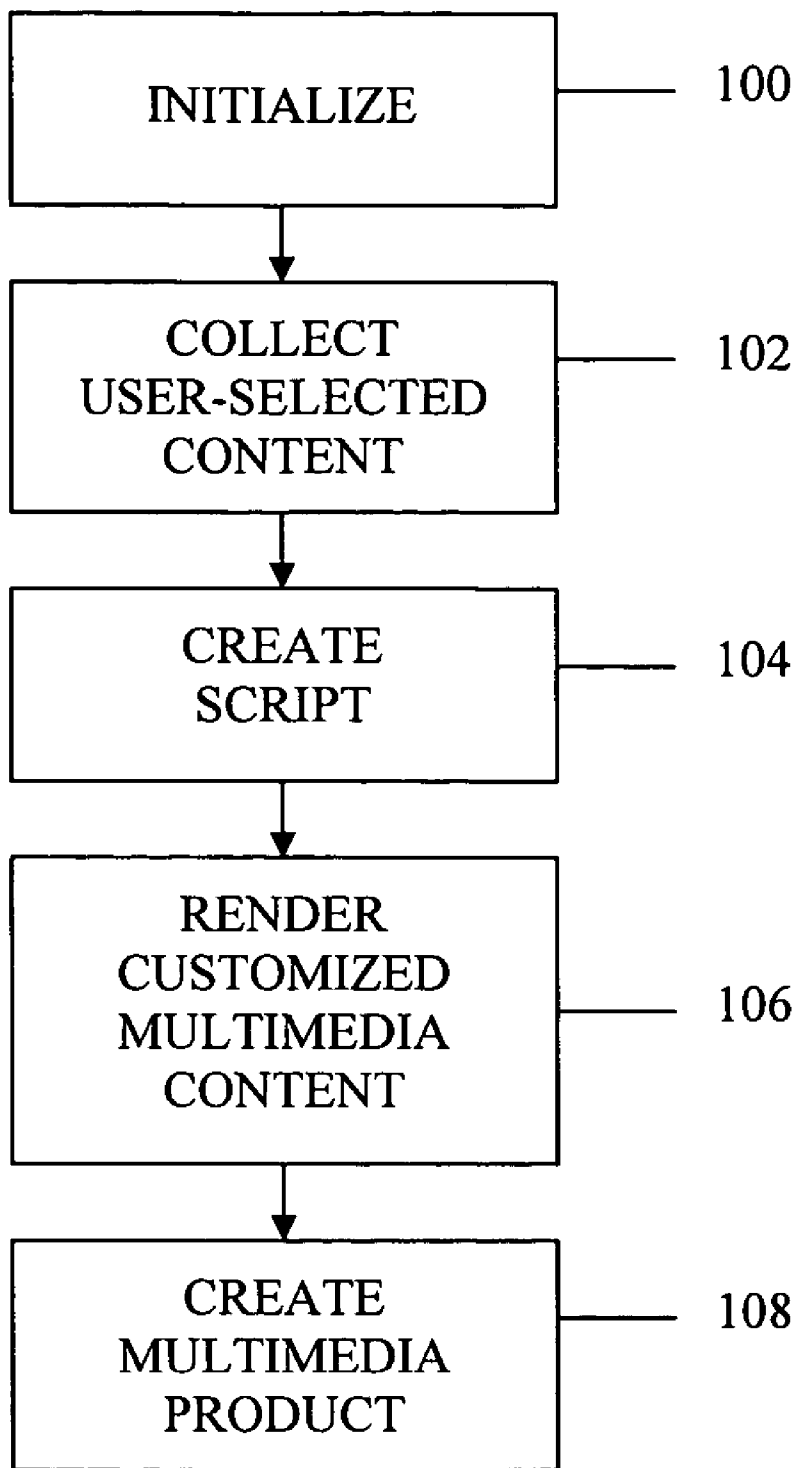 INITIALIZE
100
COLLECT
USER-SELECTED
CONTENT
102
CREATE
SCRIPT
104
RENDER
CUSTOMIZED
MULTIMEDIA
CONTENT
106
CREATE
MULTIMEDIA
PRODUCT
108